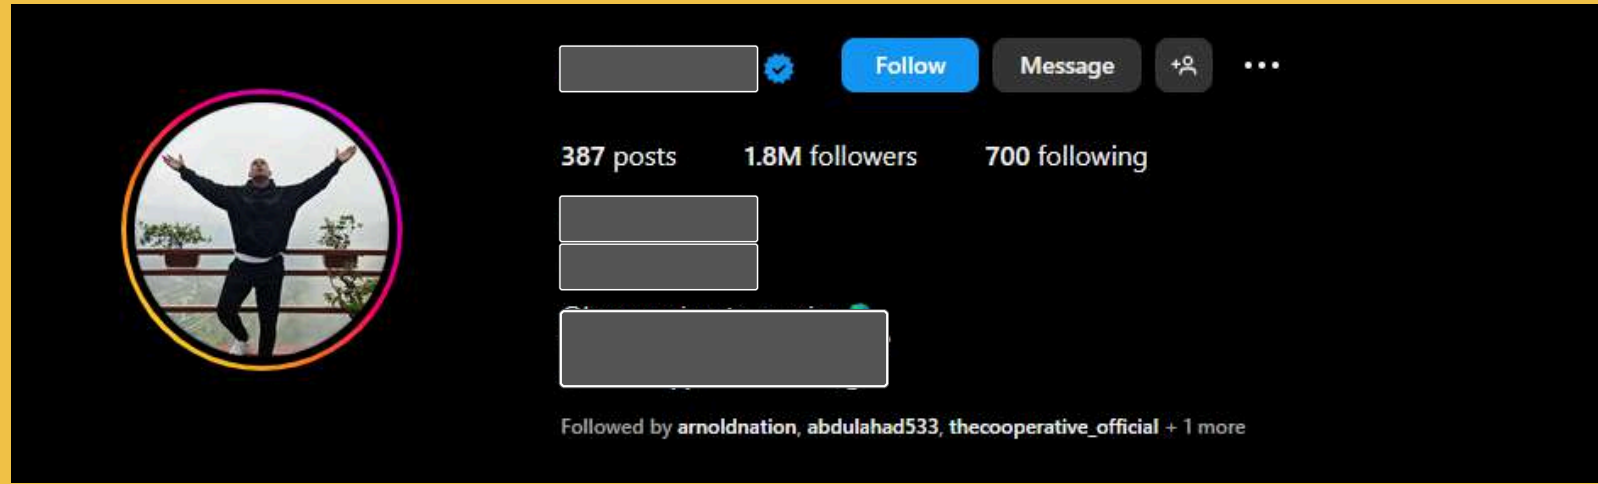 Follow Message
387 posts 1.8M followers 700 following
Followed by arnoldnation, abdulahad533, thecooperative_official + 1 more